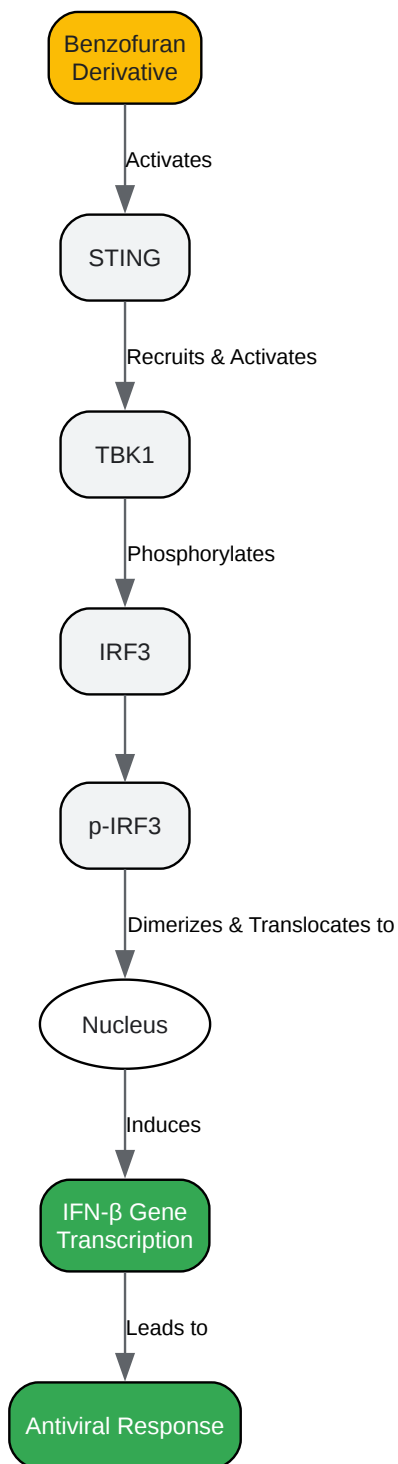 Benzofuran
Derivative
Activates
STING
Recruits & Activates
TBK1
Phosphorylates
IRF3
p-IRF3
Dimerizes & Translocates to
Nucleus
Induces
IFN-β Gene
Transcription
Leads to
Antiviral Response